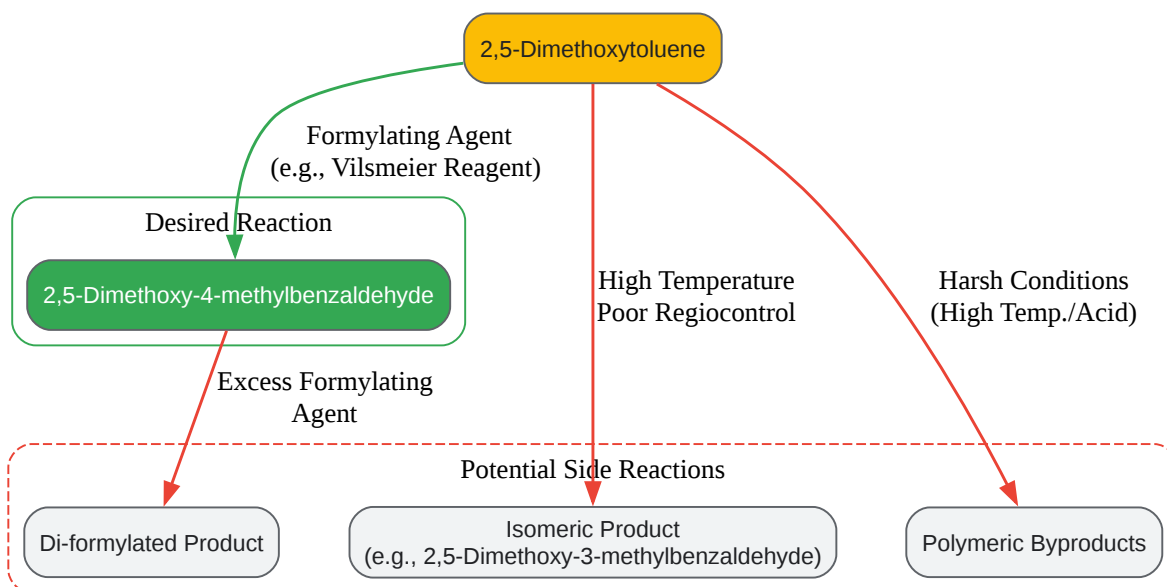 2,5-Dimethoxytoluene
Formylating Agent
(e.g., Vilsmeier Reagent)
Desired Reaction
2,5-Dimethoxy-4-methylbenzaldehyde
High Temperature
Poor Regiocontrol
Harsh Conditions
(High Temp./Acid)
Excess Formylating
Agent
Potential Side Reactions
Di-formylated Product
Isomeric Product
(e.g., 2,5-Dimethoxy-3-methylbenzaldehyde)
Polymeric Byproducts